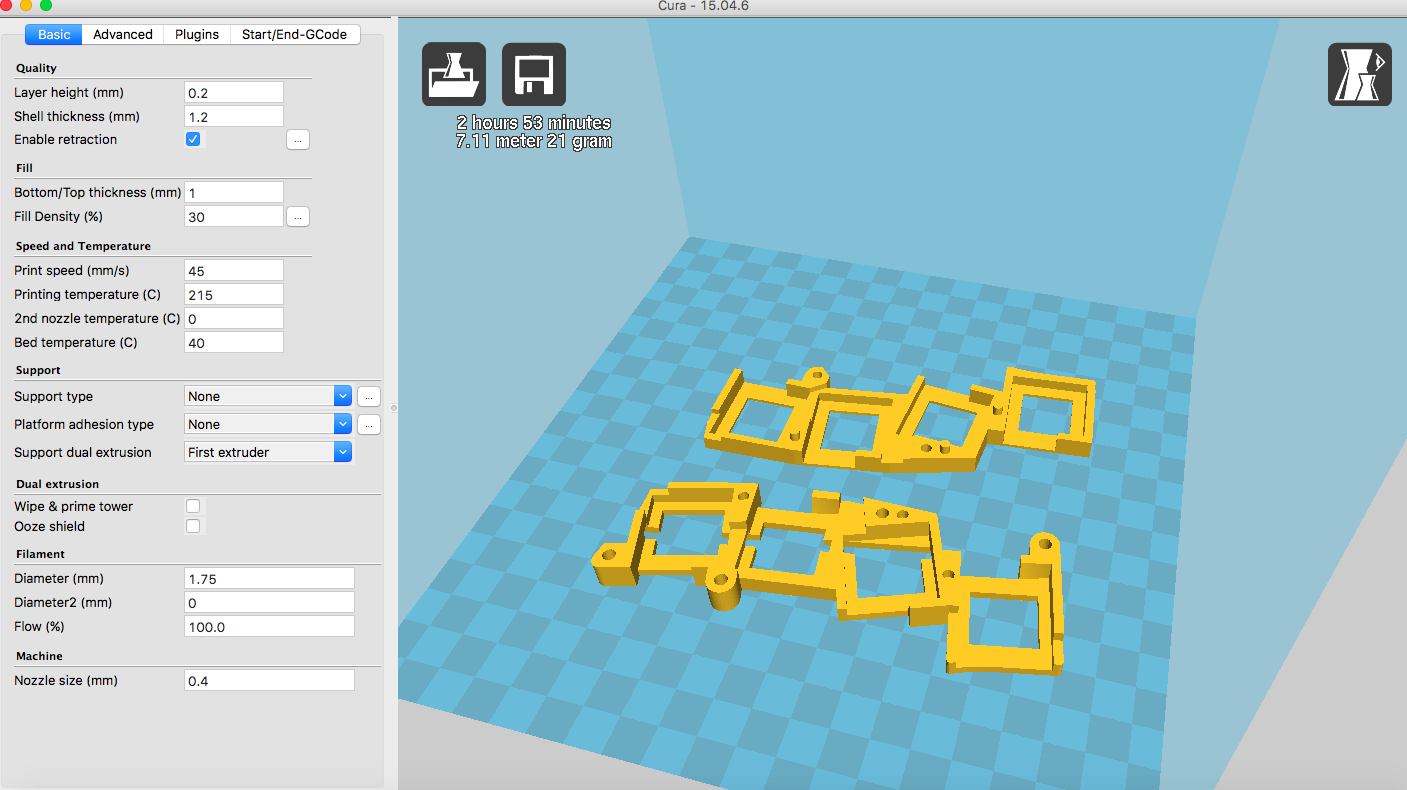 Cura - 15.04.6
Basic Advanced Plugins Start/End-GCode
Quality
Layer height (mm) 0.2
Shell thickness (mm) 1.2
Enable retraction ...
Fill
Bottom/Top thickness (mm) 1
Fill Density (%) 30 ...
Speed and Temperature
Print speed (mm/s) 45
Printing temperature (C) 215
2nd nozzle temperature (C) 0
Bed temperature (C) 40
Support
Support type None ...
Platform adhesion type None ...
Support dual extrusion First extruder
Dual extrusion
Wipe & prime tower
Ooze shield
Filament
Diameter (mm) 1.75
Diameter2 (mm) 0
Flow (%) 100.0
Machine
Nozzle size (mm) 0.4
2 hours 53 minutes
7.11 meter 21 gram